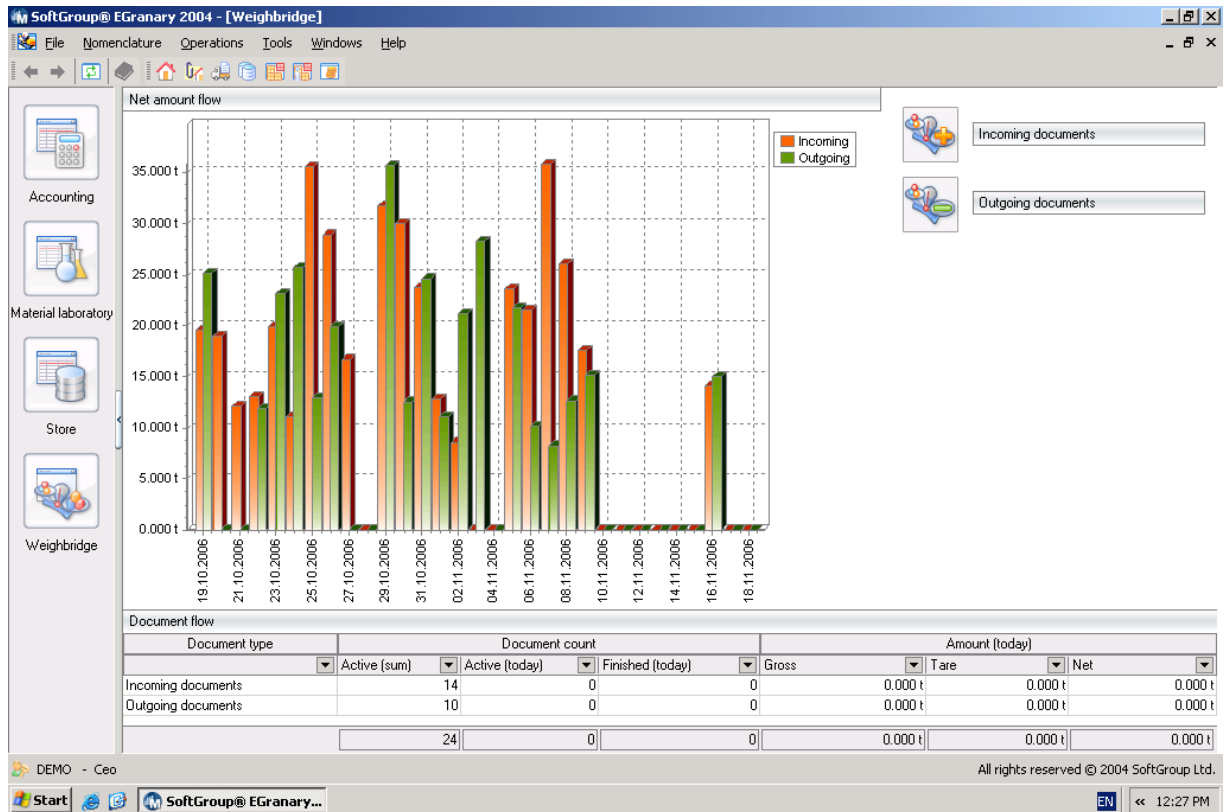 SoftGroup® EGranary 2004 - [Weighbridge]
File Nomenclature Operations Tools Windows Help
Net amount flow
Accounting
Material laboratory
Store
Weighbridge
35.000 t
30.000 t
25.000 t
20.000 t
15.000 t
10.000 t
5.000 t
0.000 t
19.10.2006
21.10.2006
23.10.2006
25.10.2006
27.10.2006
29.10.2006
31.10.2006
02.11.2006
04.11.2006
06.11.2006
08.11.2006
10.11.2006
12.11.2006
14.11.2006
16.11.2006
18.11.2006
Incoming
Outgoing
Incoming documents
Outgoing documents
Document flow
Document type Document count Amount (today)
Active (sum) Active (today) Finished (today) Gross Tare Net
Incoming documents 14 0 0 0.000 t 0.000 t 0.000 t
Outgoing documents 10 0 0 0.000 t 0.000 t 0.000 t
24 0 0 0.000 t 0.000 t 0.000 t
DEMO - Ceo All rights reserved © 2004 SoftGroup Ltd.
Start SoftGroup® EGranary... EN « 12:27 PM